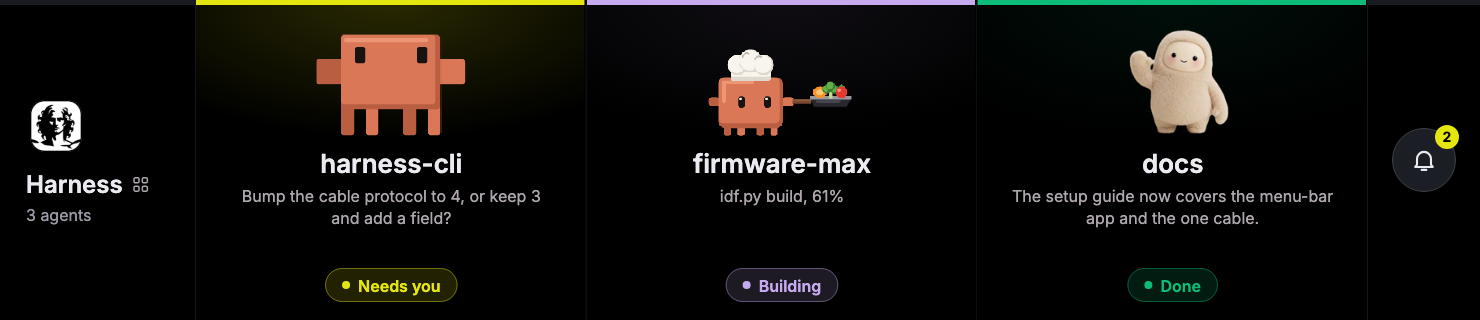 Harness
3 agents
harness-cli
Bump the cable protocol to 4, or keep 3
and add a field?
Needs you
firmware-max
idf.py build, 61%
Building
docs
The setup guide now covers the menu-bar
app and the one cable.
Done
2